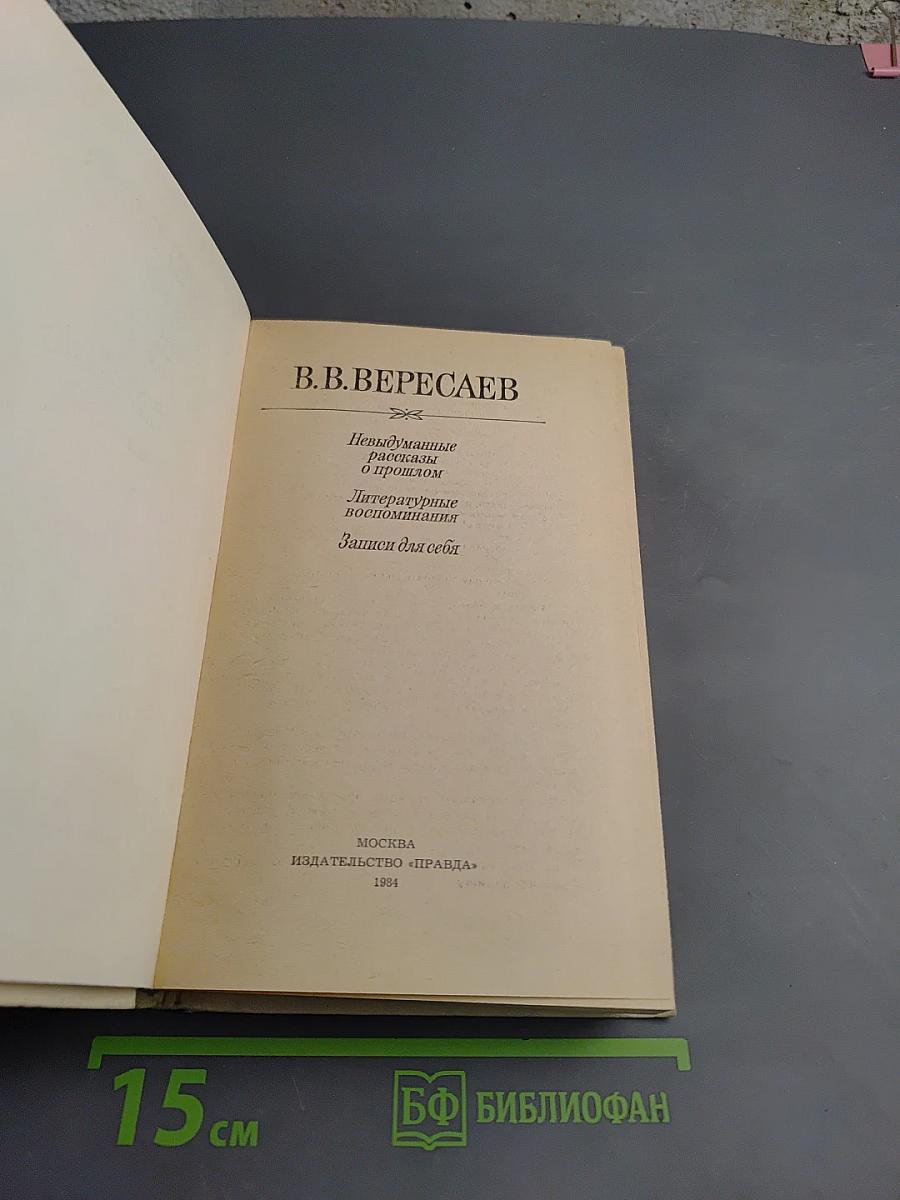 В. В. ВЕРЕСАЕВ
Невыдуманные
рассказы
о прошлом
Литературные
воспоминания
Записи для себя
МОСКВА
ИЗДАТЕЛЬСТВО «ПРАВДА»
1984
15 см
БФ БИБЛИОФАН